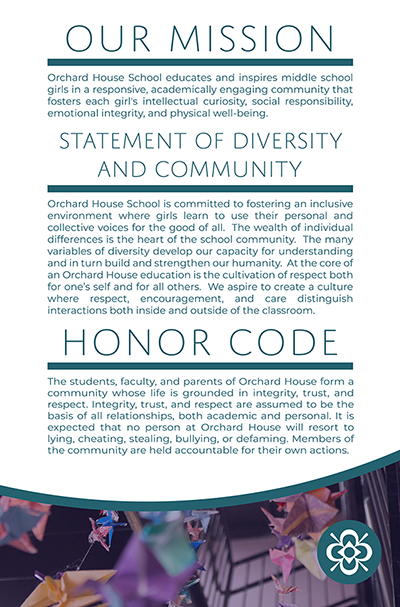 OUR MISSION
Orchard House School educates and inspires middle school
girls in a responsive, academically engaging community that
fosters each girl's intellectual curiosity, social responsibility,
emotional integrity, and physical well-being.
STATEMENT OF DIVERSITY
AND COMMUNITY
Orchard House School is committed to fostering an inclusive
environment where girls learn to use their personal and
collective voices for the good of all. The wealth of individual
differences is the heart of the school community. The many
variables of diversity develop our capacity for understanding
and in turn build and strengthen our humanity. At the core of
an Orchard House education is the cultivation of respect both
for one's self and for all others. We aspire to create a culture
where respect, encouragement, and care distinguish
interactions both inside and outside of the classroom.
HONOR CODE
The students, faculty, and parents of Orchard House form a
community whose life is grounded in integrity, trust, and
respect. Integrity, trust, and respect are assumed to be the
basis of all relationships, both academic and personal. It is
expected that no person at Orchard House will resort to
lying, cheating, stealing, bullying, or defaming. Members of
the community are held accountable for their own actions.